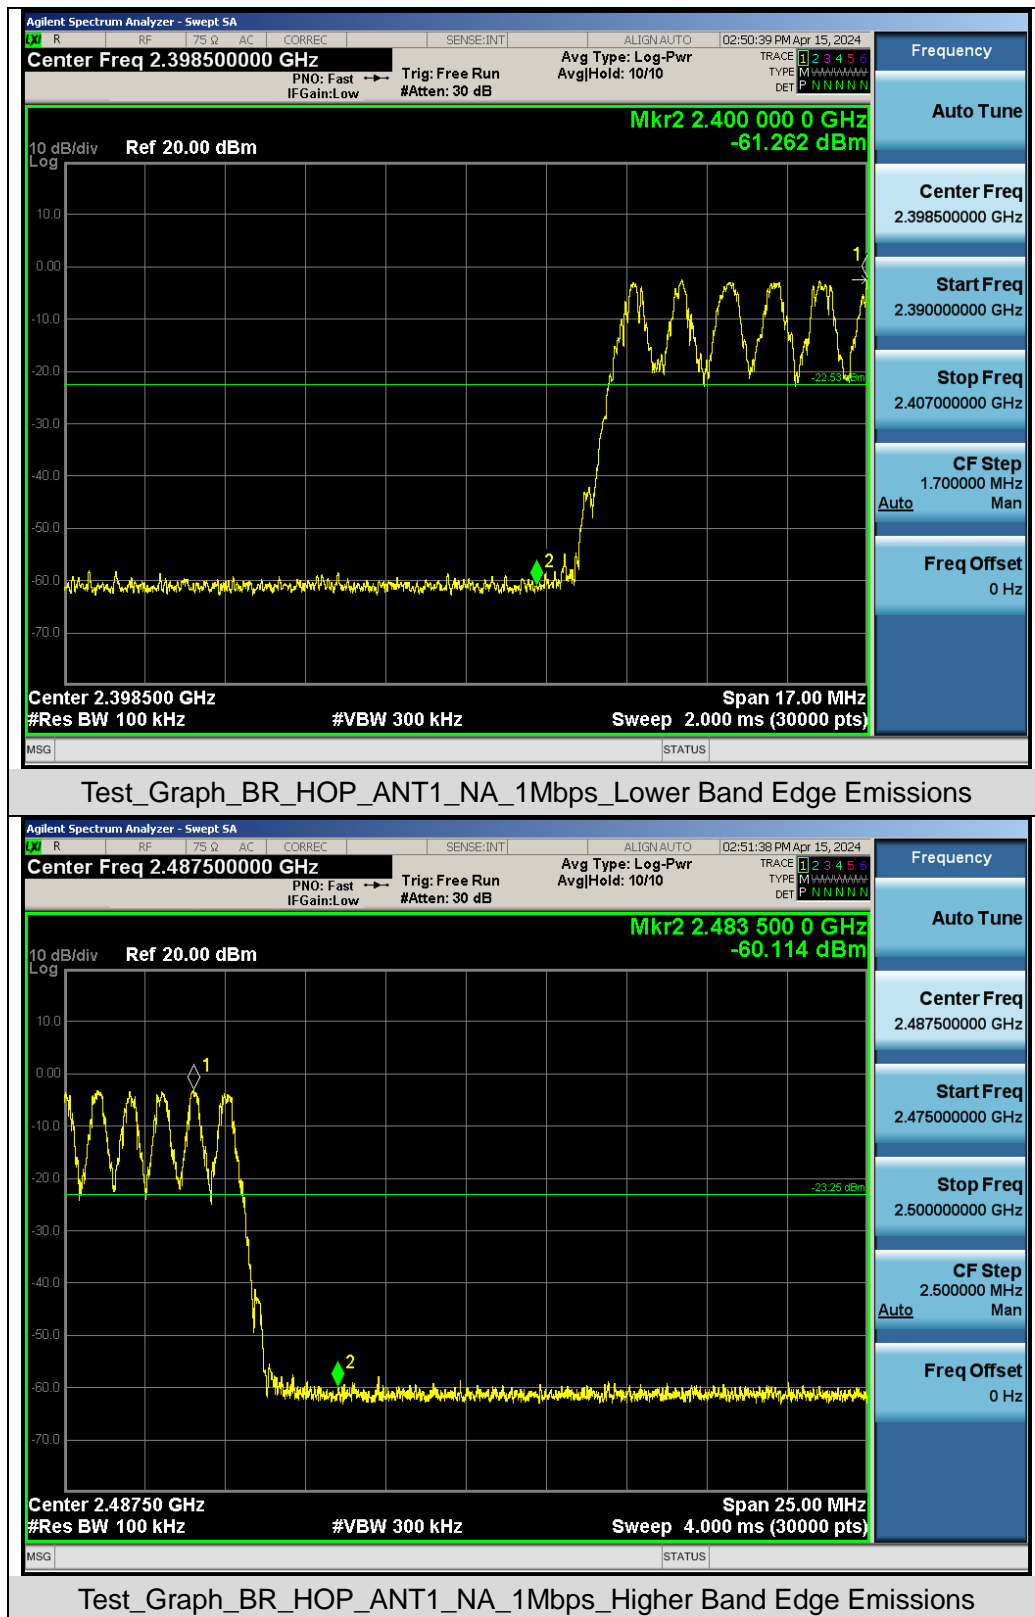 Agilent Spectrum Analyzer - Swept SA
LXI R RF 75 Ω AC CORREC SENSE:INT ALIGN AUTO 02:50:39 PM Apr 15, 2024
Center Freq 2.398500000 GHz
PNO: Fast
IFGain:Low
Trig: Free Run
#Atten: 30 dB
Avg Type: Log-Pwr
Avg|Hold: 10/10
TRACE 1 2 3 4 5 6
TYPE M WWWWW
DET P N N N N N
Mkr2 2.400 000 0 GHz
-61.262 dBm
10 dB/div Ref 20.00 dBm
Log
10.0
0.00
-10.0
-20.0
-30.0
-40.0
-50.0
-60.0
-70.0
1
-22.53 dBm
2
Center 2.398500 GHz Span 17.00 MHz
#Res BW 100 kHz #VBW 300 kHz Sweep 2.000 ms (30000 pts)
MSG STATUS
Frequency
Auto Tune
Center Freq
2.398500000 GHz
Start Freq
2.390000000 GHz
Stop Freq
2.407000000 GHz
CF Step
1.700000 MHz
Auto Man
Freq Offset
0 Hz
Test_Graph_BR_HOP_ANT1_NA_1Mbps_Lower Band Edge Emissions
Agilent Spectrum Analyzer - Swept SA
LXI R RF 75 Ω AC CORREC SENSE:INT ALIGN AUTO 02:51:38 PM Apr 15, 2024
Center Freq 2.487500000 GHz
PNO: Fast
IFGain:Low
Trig: Free Run
#Atten: 30 dB
Avg Type: Log-Pwr
Avg|Hold: 10/10
TRACE 1 2 3 4 5 6
TYPE M WWWWW
DET P N N N N N
Mkr2 2.483 500 0 GHz
-60.114 dBm
10 dB/div Ref 20.00 dBm
Log
10.0
0.00
-10.0
-20.0
-30.0
-40.0
-50.0
-60.0
-70.0
1
-23.25 dBm
2
Center 2.48750 GHz Span 25.00 MHz
#Res BW 100 kHz #VBW 300 kHz Sweep 4.000 ms (30000 pts)
MSG STATUS
Frequency
Auto Tune
Center Freq
2.487500000 GHz
Start Freq
2.475000000 GHz
Stop Freq
2.500000000 GHz
CF Step
2.500000 MHz
Auto Man
Freq Offset
0 Hz
Test_Graph_BR_HOP_ANT1_NA_1Mbps_Higher Band Edge Emissions